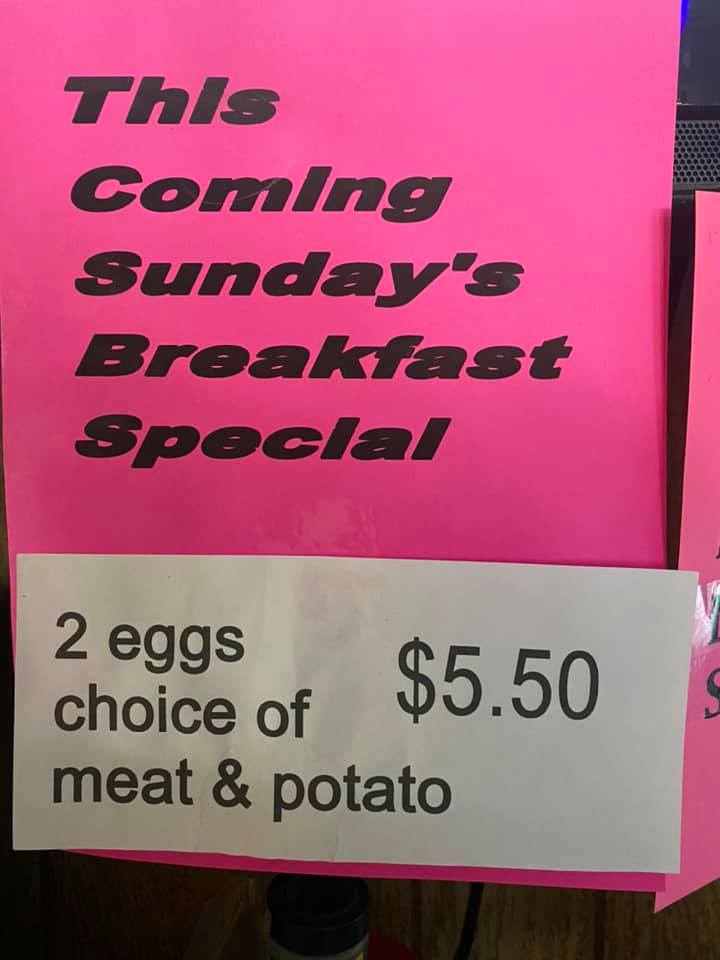 This
Coming
Sunday's
Breakfast
Special
2 eggs
choice of
meat & potato
$5.50